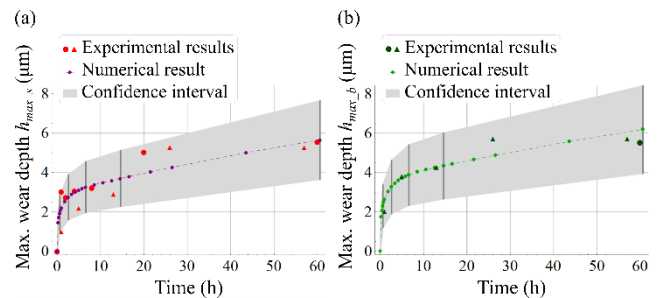 (a)
Experimental results
Numerical result
Confidence interval
Max. wear depth h_max_s (μm)
8
6
4
2
0
0 10 20 30 40 50 60
Time (h)
(b)
Experimental results
Numerical result
Confidence interval
Max. wear depth h_max_b (μm)
8
6
4
2
0
0 10 20 30 40 50 60
Time (h)